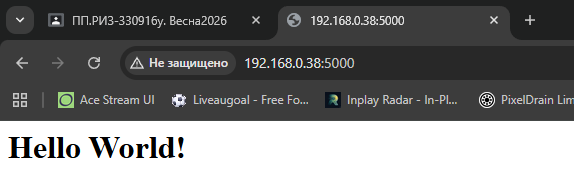 ПП.РИЗ-330916у. Весна2026
192.168.0.38:5000
Не защищено
192.168.0.38:5000
Ace Stream UI
Liveaugoal - Free Fo...
Inplay Radar - In-Pl...
PixelDrain Lim
Hello World!